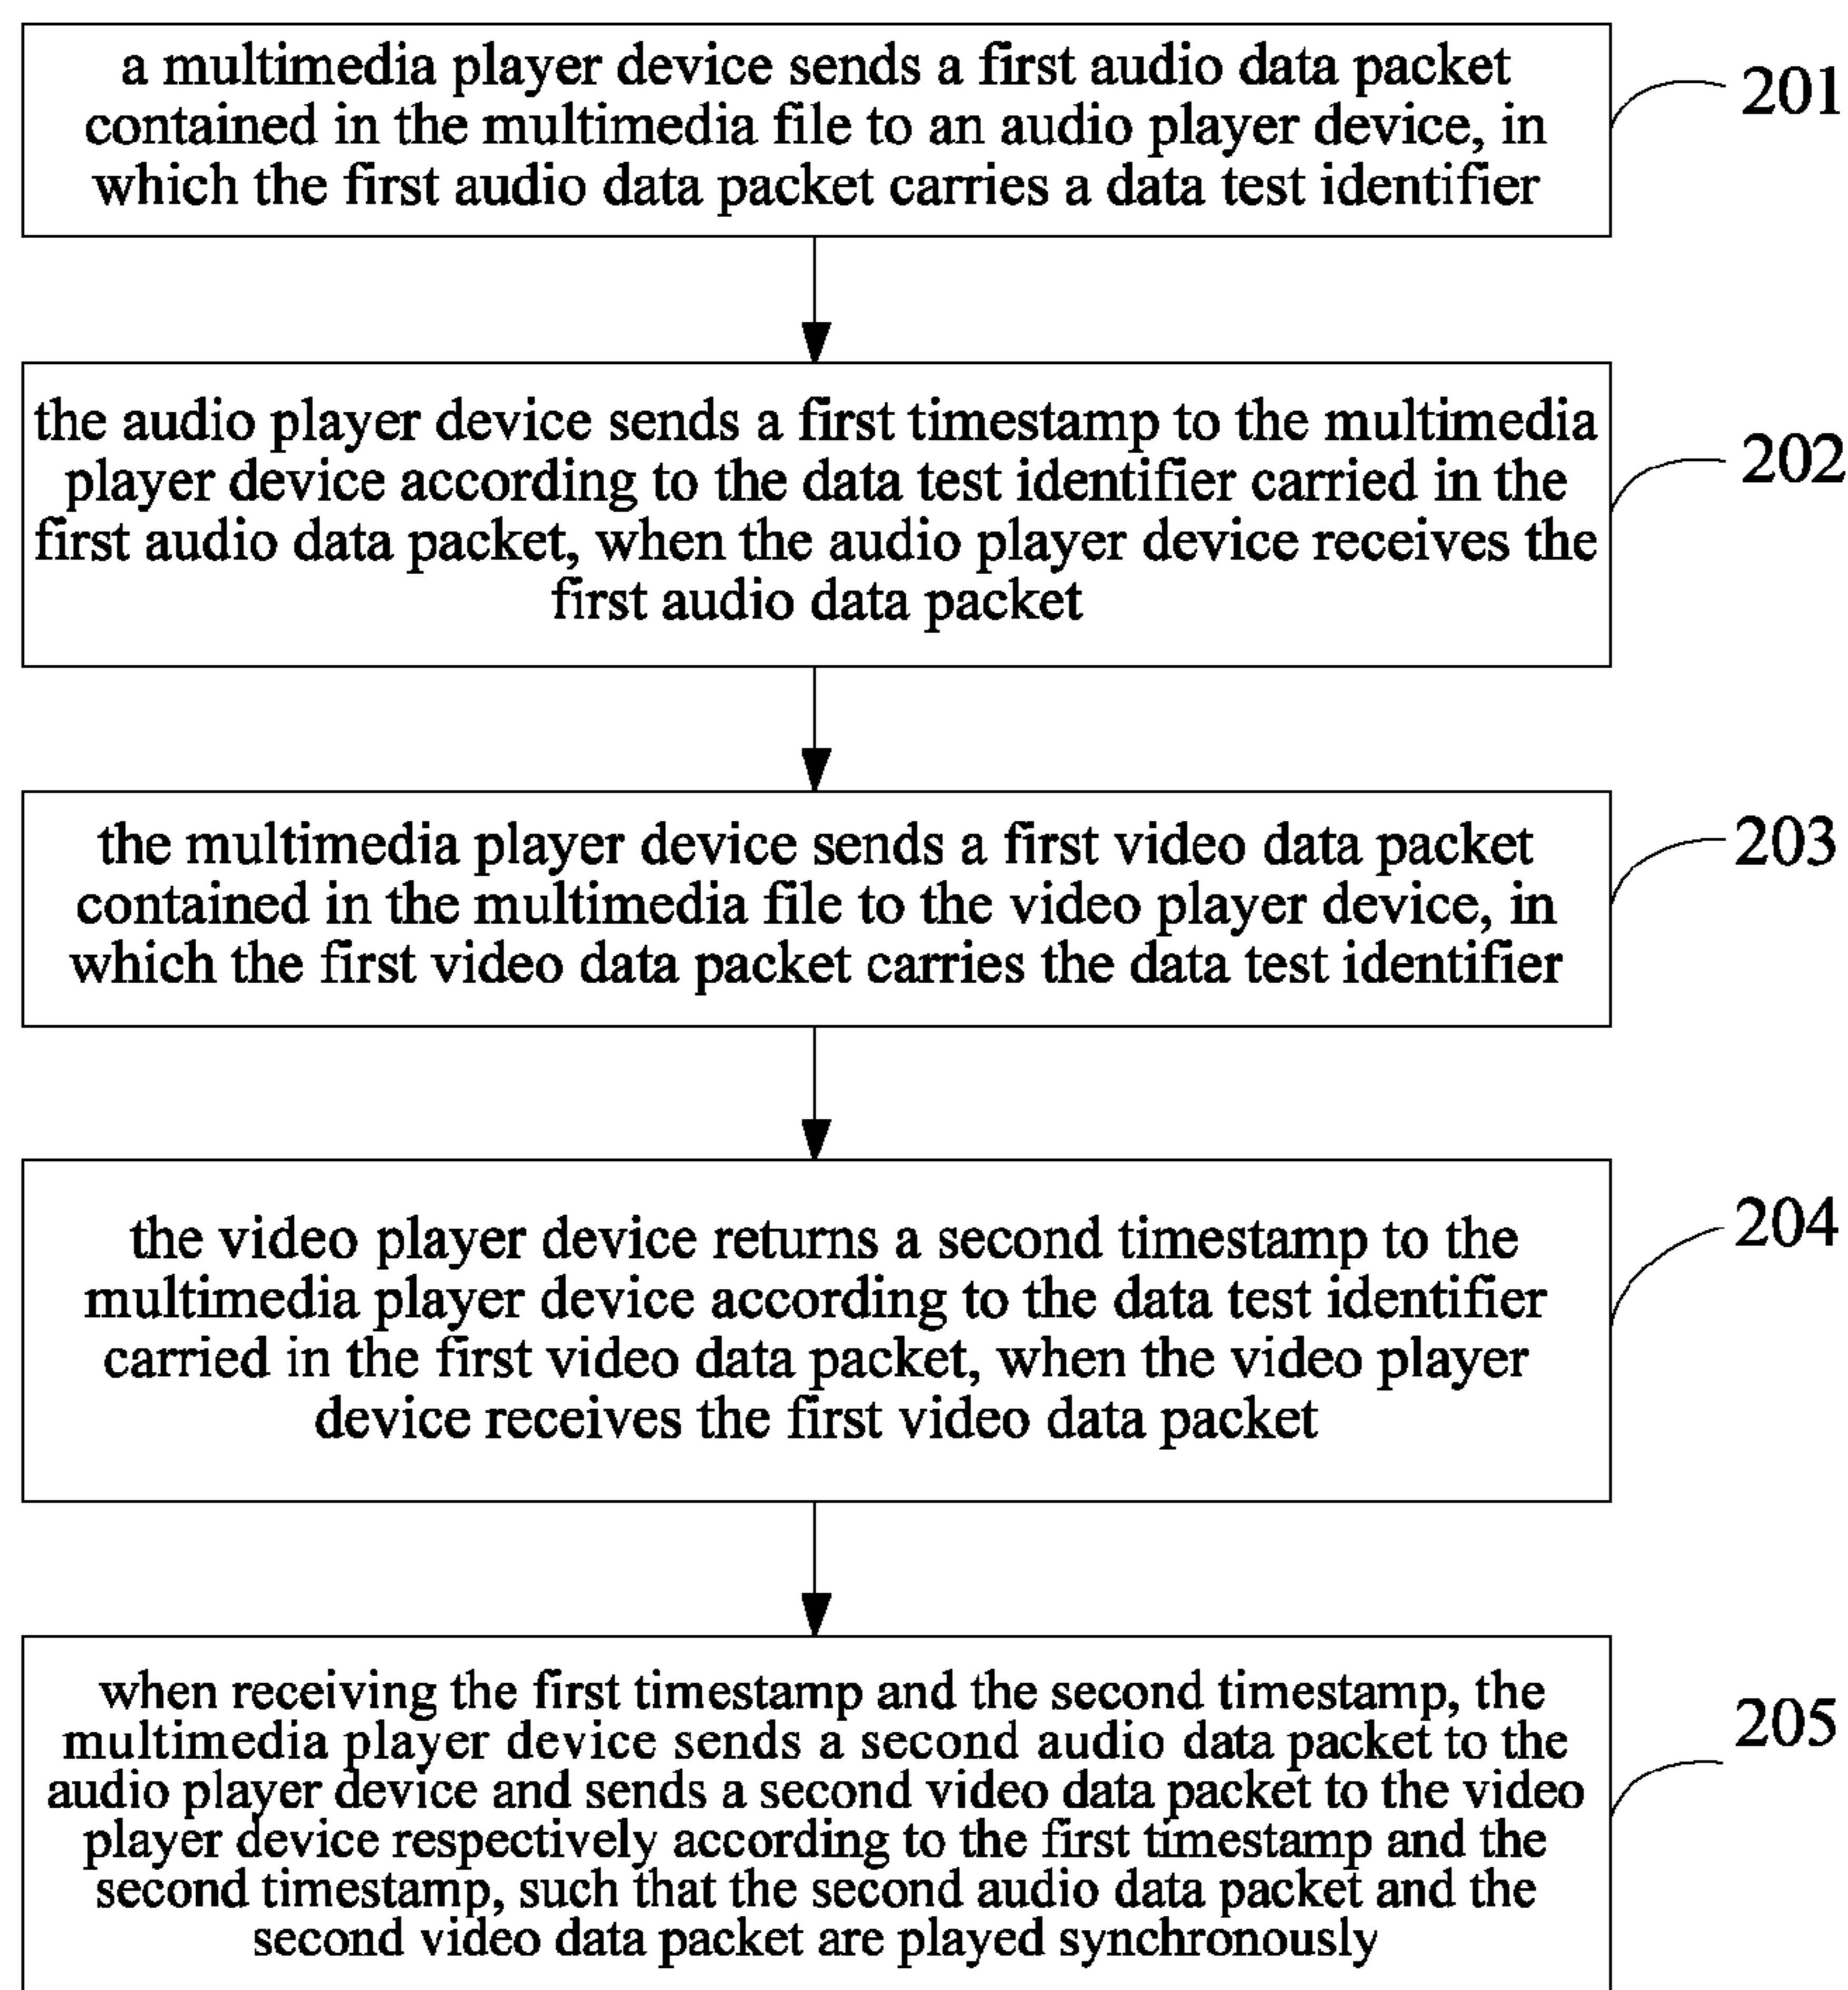 a multimedia player device sends a first audio data packet
contained in the multimedia file to an audio player device, in
which the first audio data packet carries a data test identifier
201
the audio player device sends a first timestamp to the multimedia
player device according to the data test identifier carried in the
first audio data packet, when the audio player device receives the
first audio data packet
202
the multimedia player device sends a first video data packet
contained in the multimedia file to the video player device, in
which the first video data packet carries the data test identifier
203
the video player device returns a second timestamp to the
multimedia player device according to the data test identifier
carried in the first video data packet, when the video player
device receives the first video data packet
204
when receiving the first timestamp and the second timestamp, the
multimedia player device sends a second audio data packet to the
audio player device and sends a second video data packet to the video
player device respectively according to the first timestamp and the
second timestamp, such that the second audio data packet and the
second video data packet are played synchronously
205